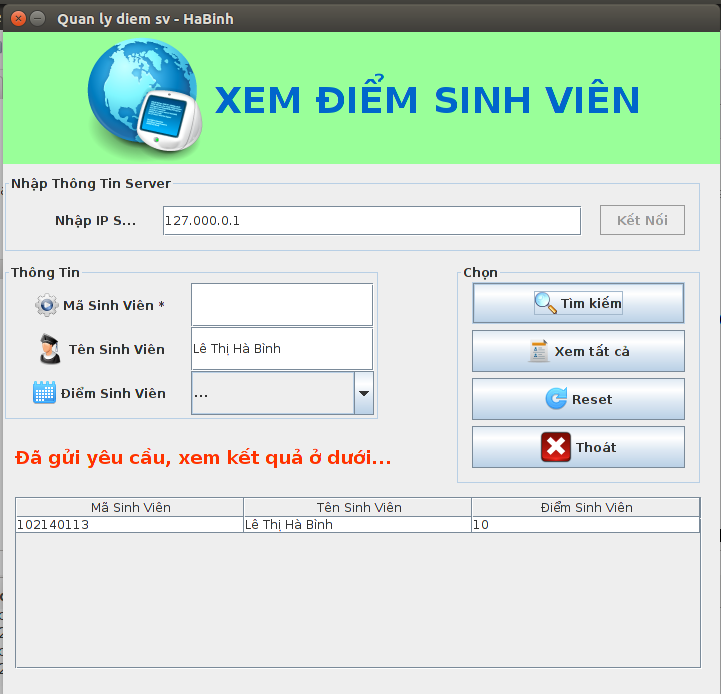 Quan ly diem sv - HaBinh
XEM ĐIỂM SINH VIÊN
Nhập Thông Tin Server
Nhập IP S... 127.000.0.1 Kết Nối
Thông Tin
Mã Sinh Viên *
Tên Sinh Viên Lê Thị Hà Bình
Điểm Sinh Viên ...
Chọn
Tìm kiếm
Xem tất cả
Reset
Thoát
Đã gửi yêu cầu, xem kết quả ở dưới...
Mã Sinh Viên Tên Sinh Viên Điểm Sinh Viên
102140113 Lê Thị Hà Bình 10